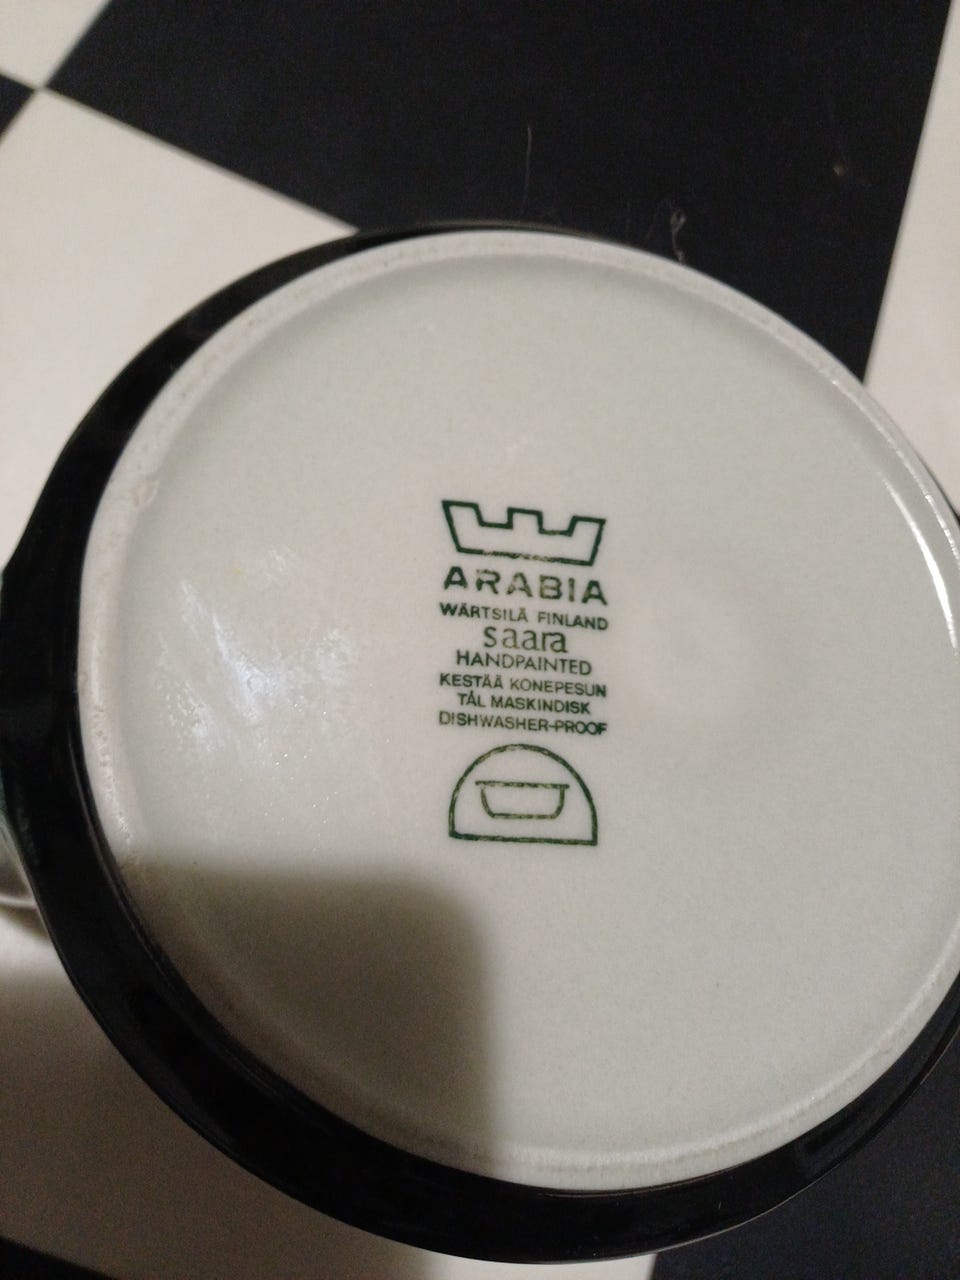 ARABIA
WÄRTSILÄ FINLAND
saara
HANDPAINTED
KESTÄÄ KONEPESUN
TÅL MASKINDISK
DISHWASHER-PROOF